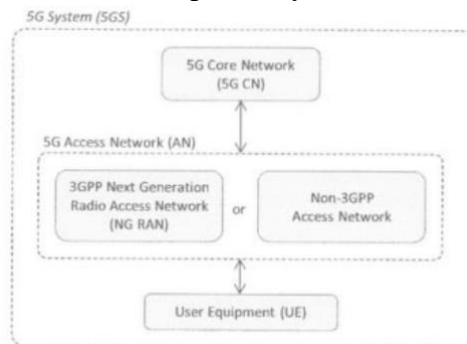 5G System (5GS)
5G Core Network
(5G CN)
5G Access Network (AN)
3GPP Next Generation
Radio Access Network
(NG RAN)
or
Non-3GPP
Access Network
User Equipment (UE)